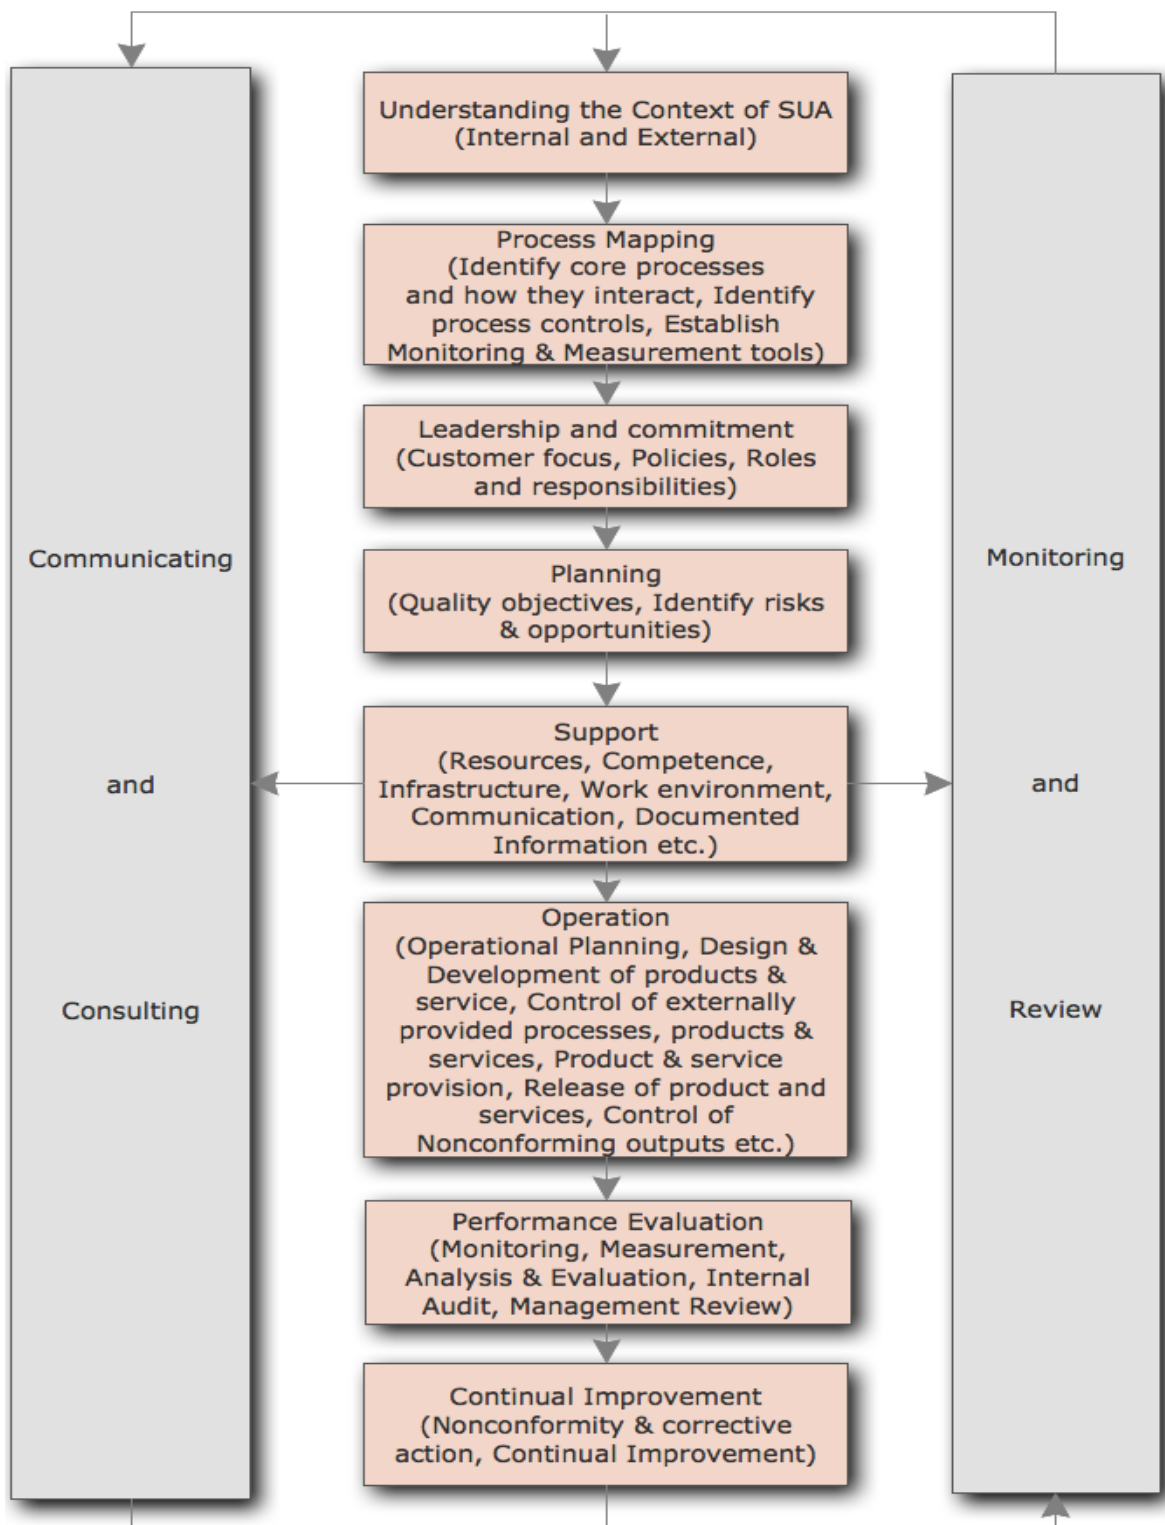 Understanding the Context of SUA
(Internal and External)
Process Mapping
(Identify core processes
and how they interact, Identify
process controls, Establish
Monitoring & Measurement tools)
Leadership and commitment
(Customer focus, Policies, Roles
and responsibilities)
Communicating
and
Consulting
Planning
(Quality objectives, Identify risks
& opportunities)
Monitoring
and
Review
Support
(Resources, Competence,
Infrastructure, Work environment,
Communication, Documented
Information etc.)
Operation
(Operational Planning, Design &
Development of products &
service, Control of externally
provided processes, products &
services, Product & service
provision, Release of product and
services, Control of
Nonconforming outputs etc.)
Performance Evaluation
(Monitoring, Measurement,
Analysis & Evaluation, Internal
Audit, Management Review)
Continual Improvement
(Nonconformity & corrective
action, Continual Improvement)